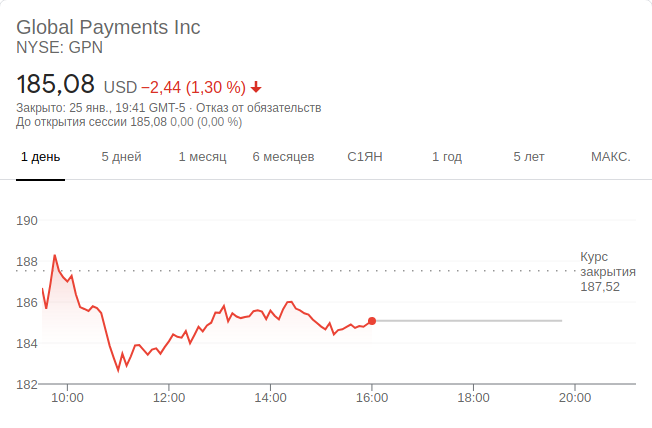 Global Payments Inc
NYSE: GPN
185,08 USD −2,44 (1,30 %)
Закрыто: 25 янв., 19:41 GMT-5 · Отказ от обязательств
До открытия сессии 185,08 0,00 (0,00 %)
1 день 5 дней 1 месяц 6 месяцев С1ЯН 1 год 5 лет МАКС.
190
188
186
184
182
Курс
закрытия
187,52
10:00 12:00 14:00 16:00 18:00 20:00